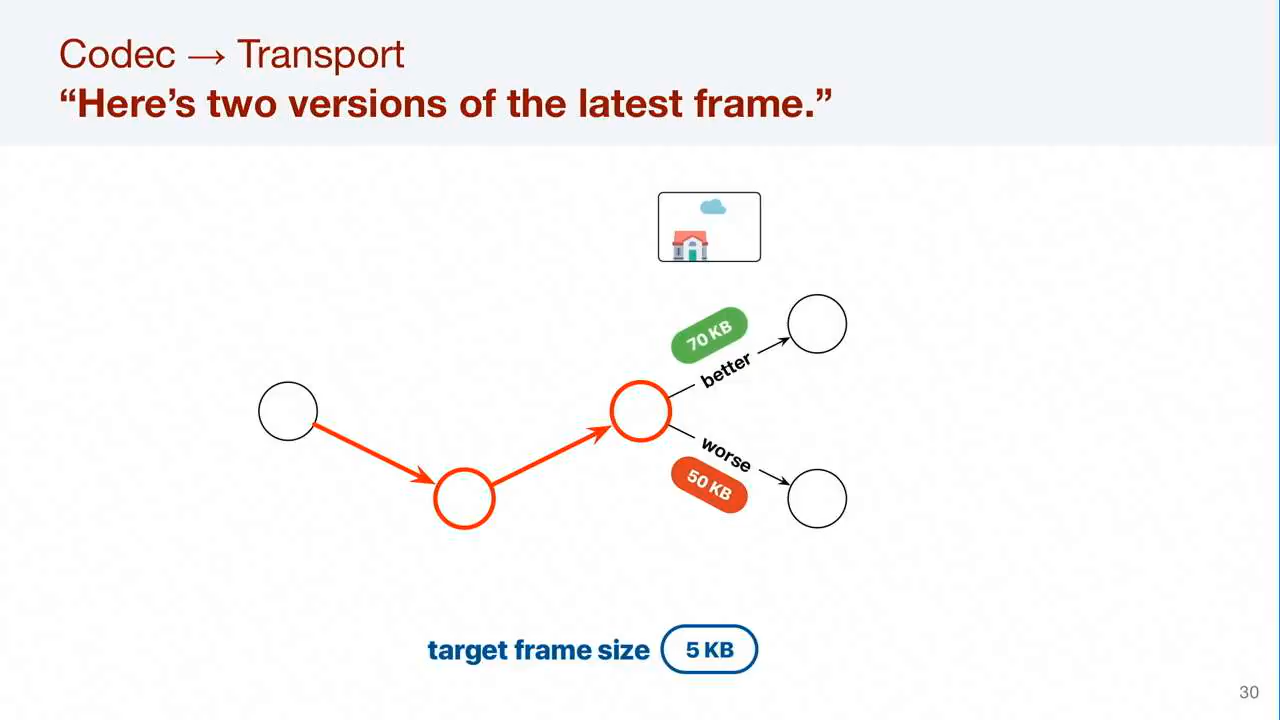 Codec → Transport
“Here’s two versions of the latest frame.”
70 KB
better
worse
50 KB
target frame size 5 KB
30